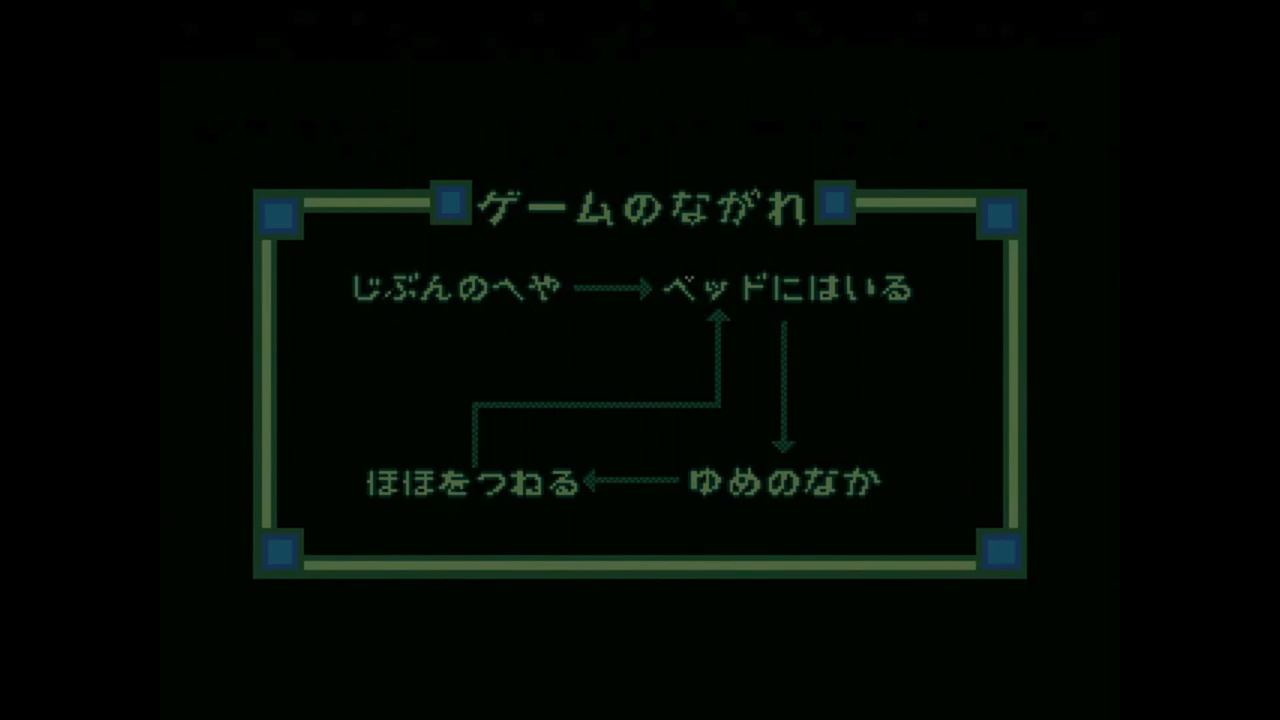 ゲームのながれ
じぶんのへや → ベッドにはいる
ほほをつねる ← ゆめのなか